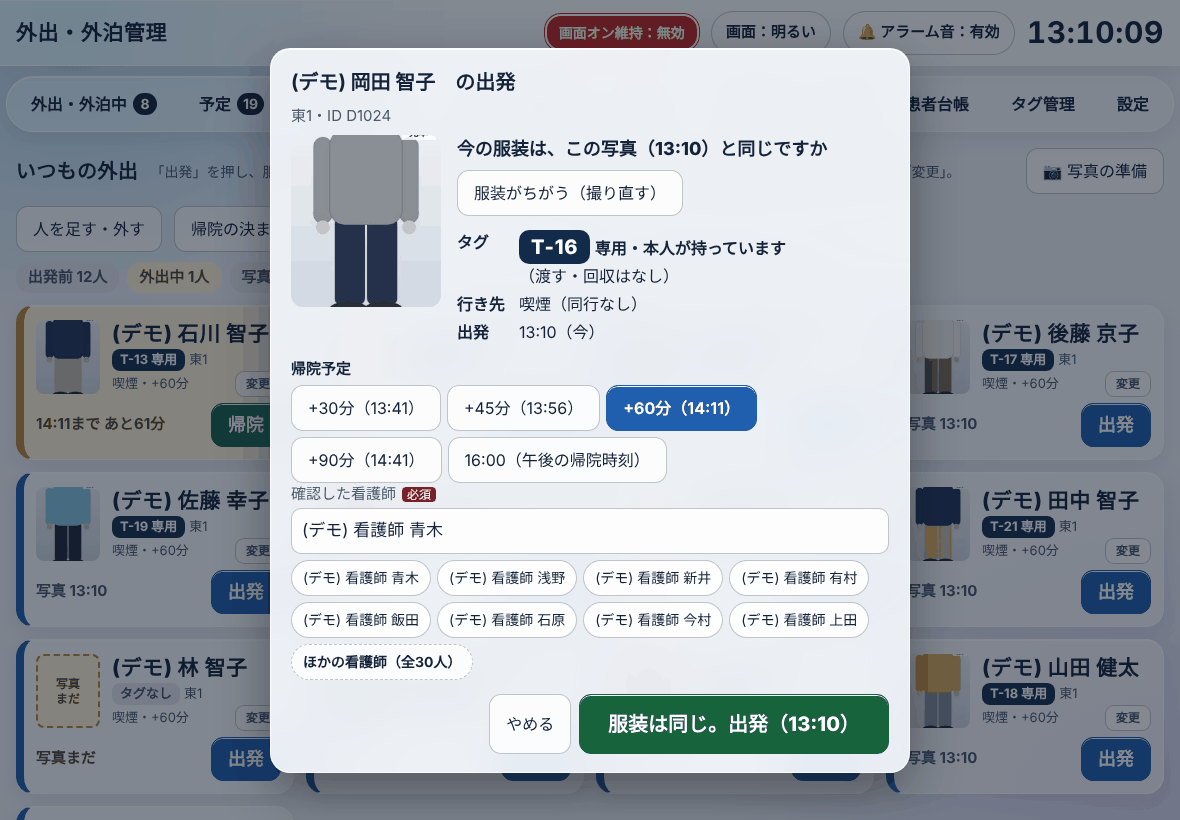 外出・外泊管理
画面オン維持：無効
画面：明るい
🔔 アラーム音：有効
13:10:09
外出・外泊中 8
予定 19
患者台帳
タグ管理
設定
いつもの外出
「出発」を押し、服
変更」。
📷 写真の準備
人を足す・外す
帰院の決ま
出発前 12人
外出中 1人
写真
(デモ) 石川 智子
T-13 専用 東1
喫煙・+60分
変更
14:11まで あと61分
帰院
(デモ) 後藤 京子
T-17 専用 東1
喫煙・+60分
変更
写真 13:10
出発
(デモ) 佐藤 幸子
T-19 専用 東1
喫煙・+60分
変更
写真 13:10
出発
(デモ) 田中 智子
T-21 専用 東1
喫煙・+60分
変更
写真 13:10
出発
(デモ) 林 智子
写真
まだ
タグなし 東1
喫煙・+60分
変更
写真まだ
出発
(デモ) 山田 健太
T-18 専用 東1
喫煙・+60分
変更
写真 13:10
出発
(デモ) 岡田 智子 の出発
東1・ID D1024
今の服装は、この写真（13:10）と同じですか
服装がちがう（撮り直す）
タグ T-16 専用・本人が持っています
（渡す・回収はなし）
行き先 喫煙（同行なし）
出発 13:10（今）
帰院予定
+30分（13:41）
+45分（13:56）
+60分（14:11）
+90分（14:41）
16:00（午後の帰院時刻）
確認した看護師 必須
(デモ) 看護師 青木
(デモ) 看護師 青木
(デモ) 看護師 浅野
(デモ) 看護師 新井
(デモ) 看護師 有村
(デモ) 看護師 飯田
(デモ) 看護師 石原
(デモ) 看護師 今村
(デモ) 看護師 上田
ほかの看護師（全30人）
やめる
服装は同じ。出発（13:10）